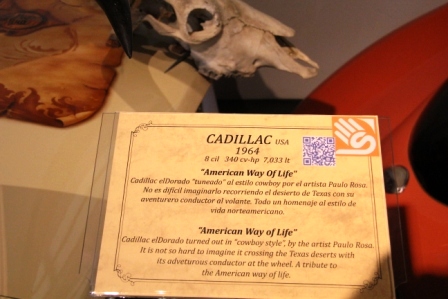 CADILLAC USA
1964
8 cil 340 cv-hp 7,033 lt
"American Way Of Life"
Cadillac elDorado "tuneado" al estilo cowboy por el artista Paulo Rosa.
No es difícil imaginarlo recorriendo el desierto de Texas con su
aventurero conductor al volante. Todo un homenaje al estilo de
vida norteamericano.
"American Way Of Life"
Cadillac elDorado turned out in "cowboy style", by the artist Paulo Rosa.
It is not so hard to imagine it crossing the Texas deserts with
its adveturous conductor at the wheel. A tribute to
the American way of life.